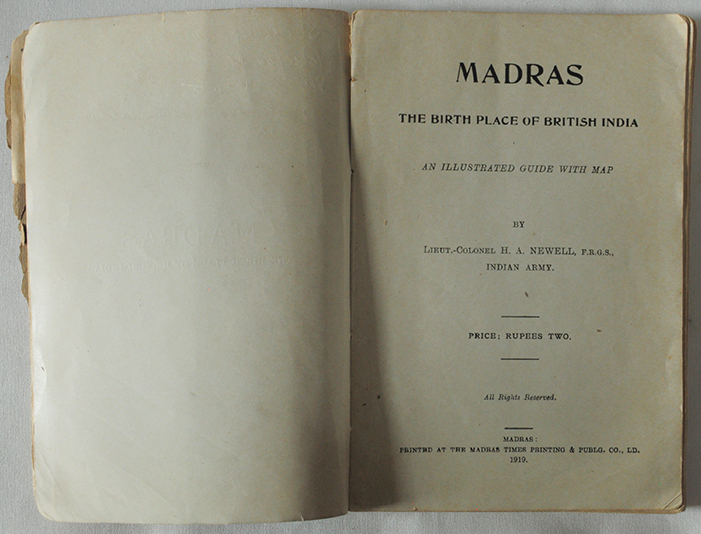 MADRAS
THE BIRTH PLACE OF BRITISH INDIA
AN ILLUSTRATED GUIDE WITH MAP
BY
LIEUT.-COLONEL H. A. NEWELL, F.R.G.S.,
INDIAN ARMY.
PRICE; RUPEES TWO.
All Rights Reserved.
MADRAS:
PRINTED AT THE MADRAS TIMES PRINTING & PUBLG. CO., LD.
1919.